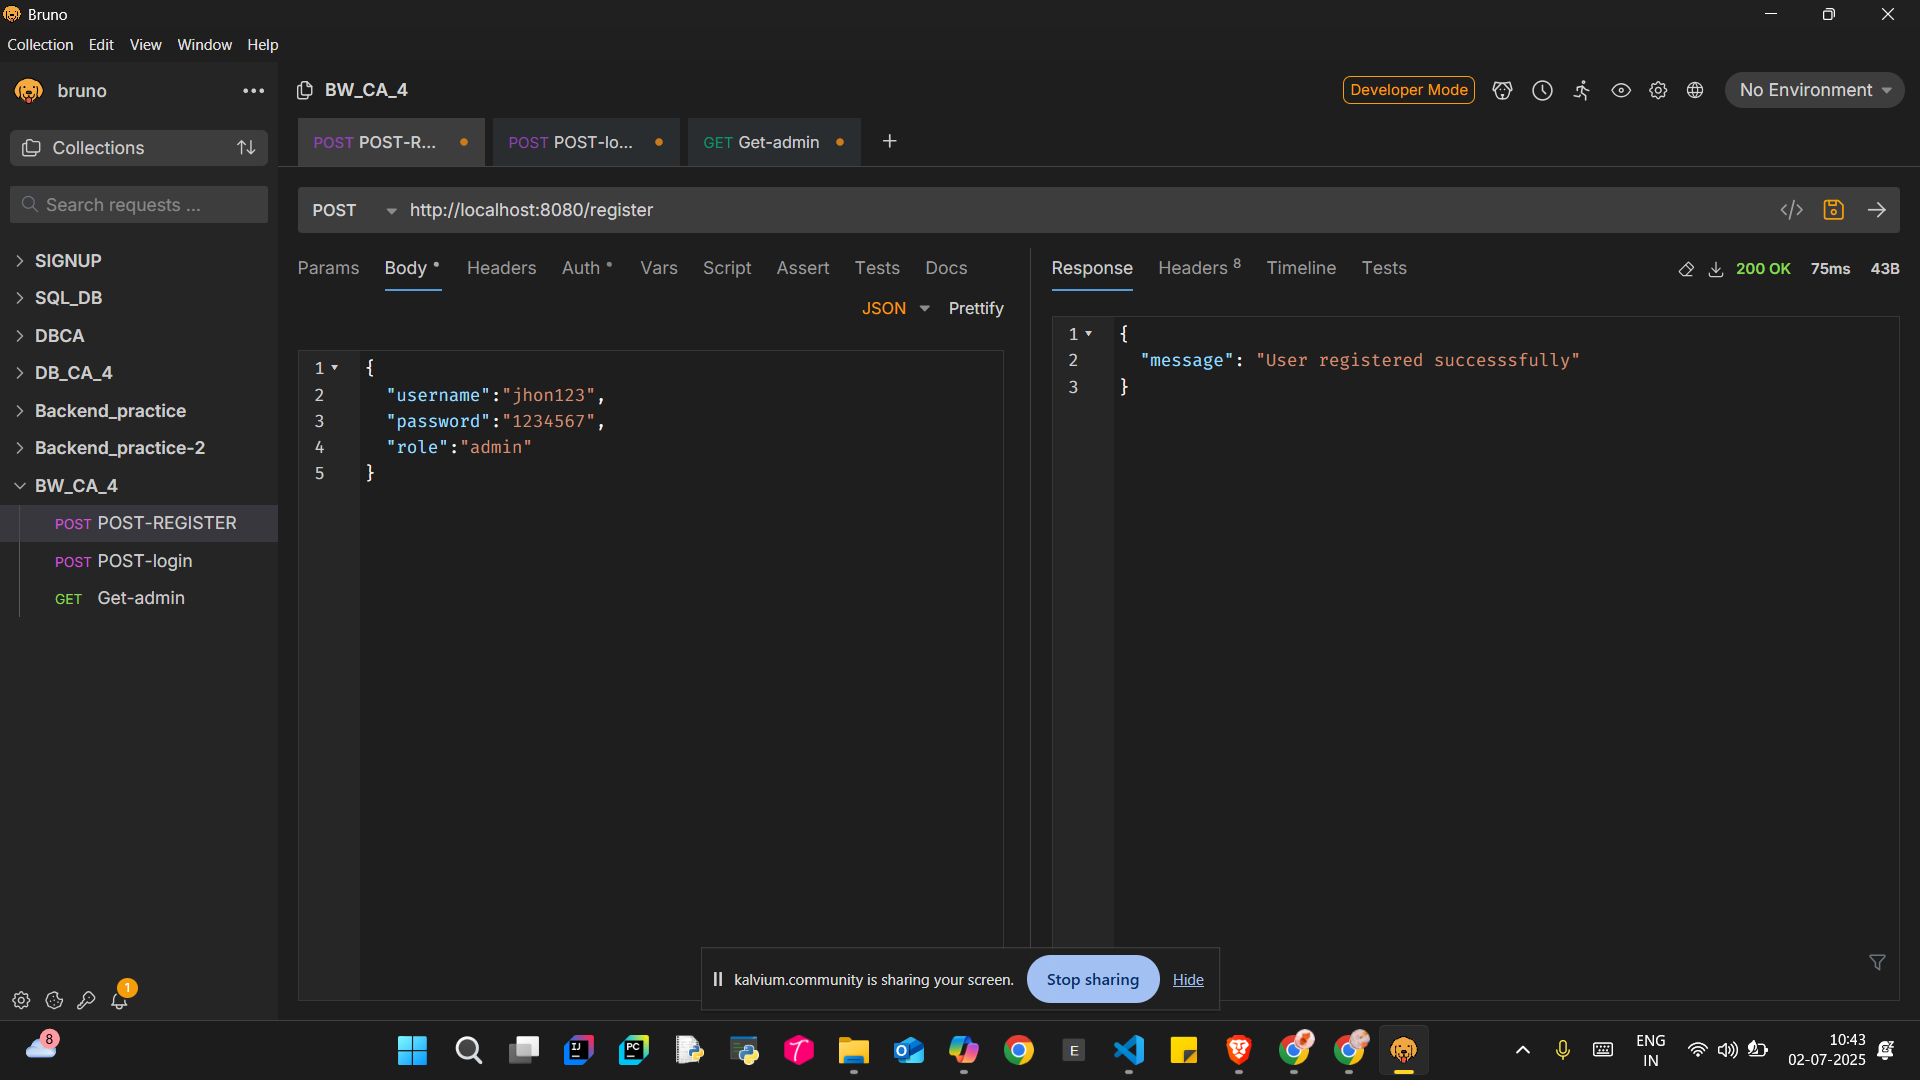 Bruno
Collection Edit View Window Help
bruno
BW_CA_4
Developer Mode
No Environment
Collections
POST POST-R...
POST POST-lo...
GET Get-admin
Search requests ...
POST
http://localhost:8080/register
SIGNUP
SQL_DB
DBCA
DB_CA_4
Backend_practice
Backend_practice-2
BW_CA_4
POST POST-REGISTER
POST POST-login
GET Get-admin
Params Body Headers Auth Vars Script Assert Tests Docs
JSON Prettify
1 {
2 "username":"jhon123",
3 "password":"1234567",
4 "role":"admin"
5 }
Response Headers 8 Timeline Tests
200 OK 75ms 43B
1 {
2 "message": "User registered successsfully"
3 }
kalvium.community is sharing your screen.
Stop sharing
Hide
1
8
IJ
PC
E
ENG
IN
10:43
02-07-2025